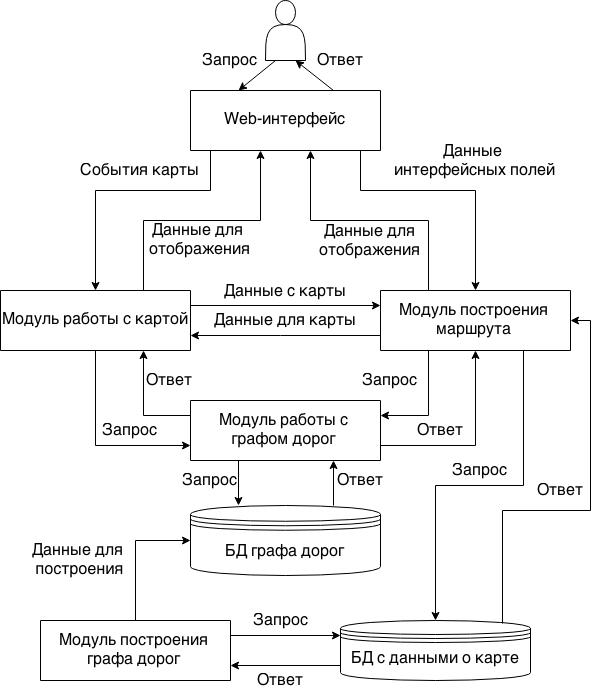 Запрос
Ответ
Web-интерфейс
События карты
Данные
интерфейсных полей
Данные для
отображения
Данные для
отображения
Модуль работы с картой
Данные с карты
Данные для карты
Модуль построения
маршрута
Ответ
Запрос
Модуль работы с
графом дорог
Запрос
Ответ
Запрос
Ответ
Запрос
Ответ
БД графа дорог
Данные для
построения
Модуль построения
графа дорог
Запрос
Ответ
БД с данными о карте